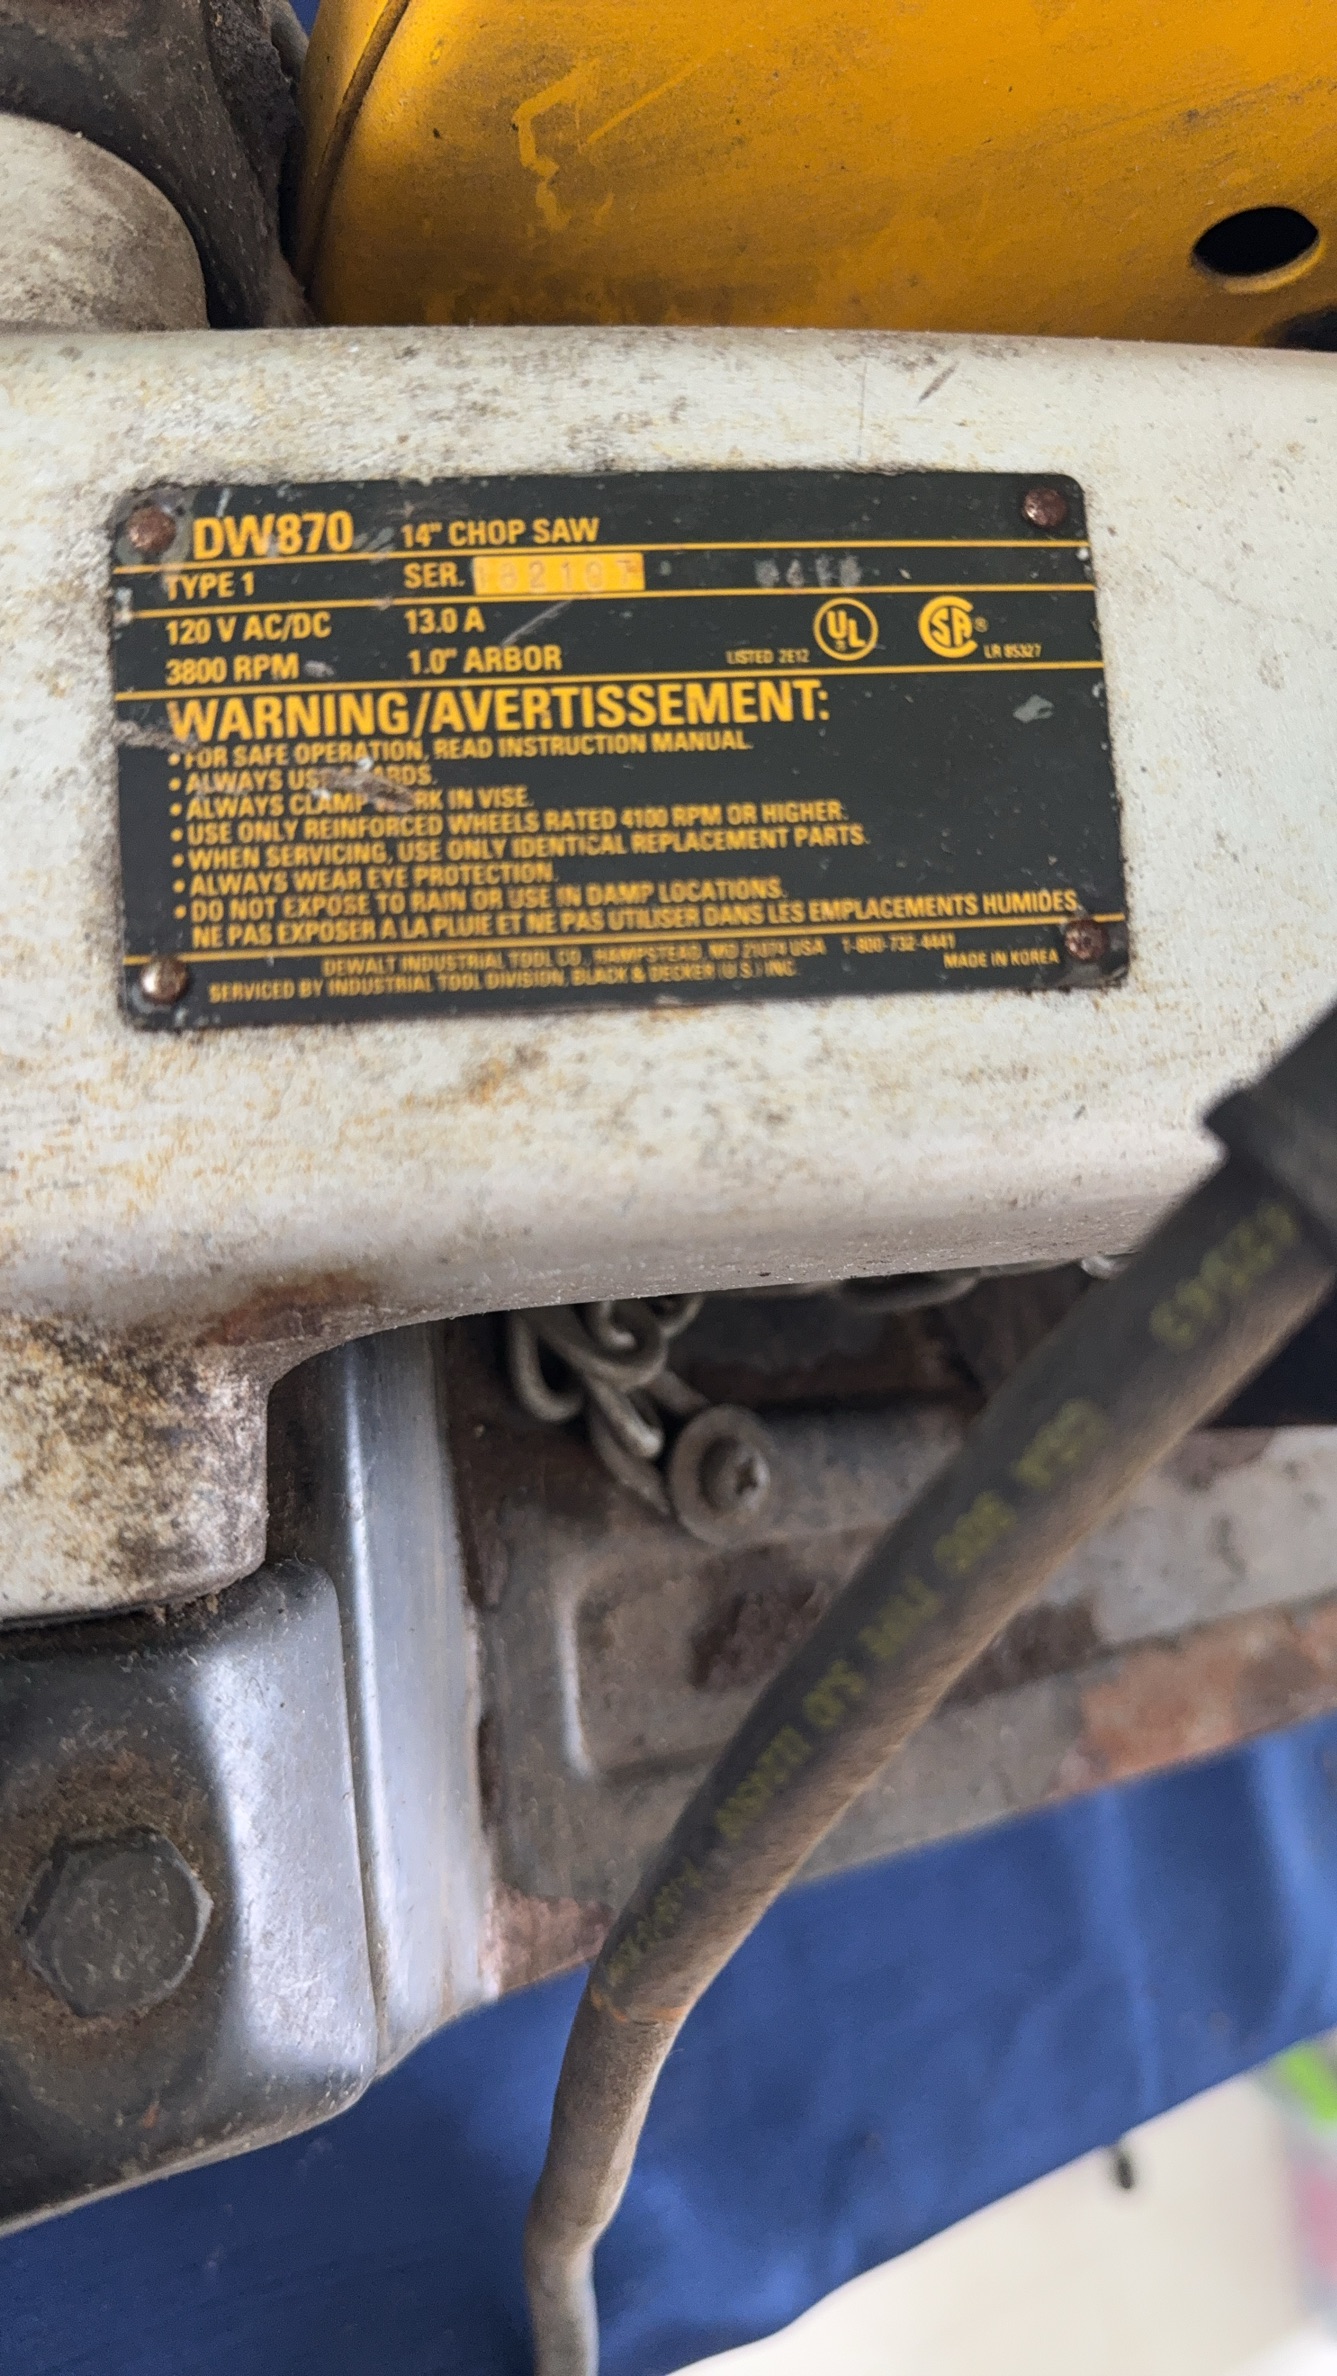 DW870 14" CHOP SAW
TYPE 1 SER.
120 V AC/DC 13.0 A
3800 RPM 1.0" ARBOR LISTED 2E12 UL® SA® LR 85327
WARNING/AVERTISSEMENT:
• FOR SAFE OPERATION, READ INSTRUCTION MANUAL.
• ALWAYS
• ALWAYS CLAMP IN VISE.
• USE ONLY REINFORCED WHEELS RATED 4100 RPM OR HIGHER.
• WHEN SERVICING, USE ONLY IDENTICAL REPLACEMENT PARTS.
• ALWAYS WEAR EYE PROTECTION.
• DO NOT EXPOSE TO RAIN OR USE IN DAMP LOCATIONS.
NE PAS EXPOSER A LA PLUIE ET NE PAS UTILISER DANS LES EMPLACEMENTS HUMIDES.
DEWALT INDUSTRIAL TOOL CO., HAMPSTEAD, MD 21074 USA 1-800-732-4441
SERVICED BY INDUSTRIAL TOOL DIVISION, BLACK & DECKER (U.S.) INC. MADE IN KOREA